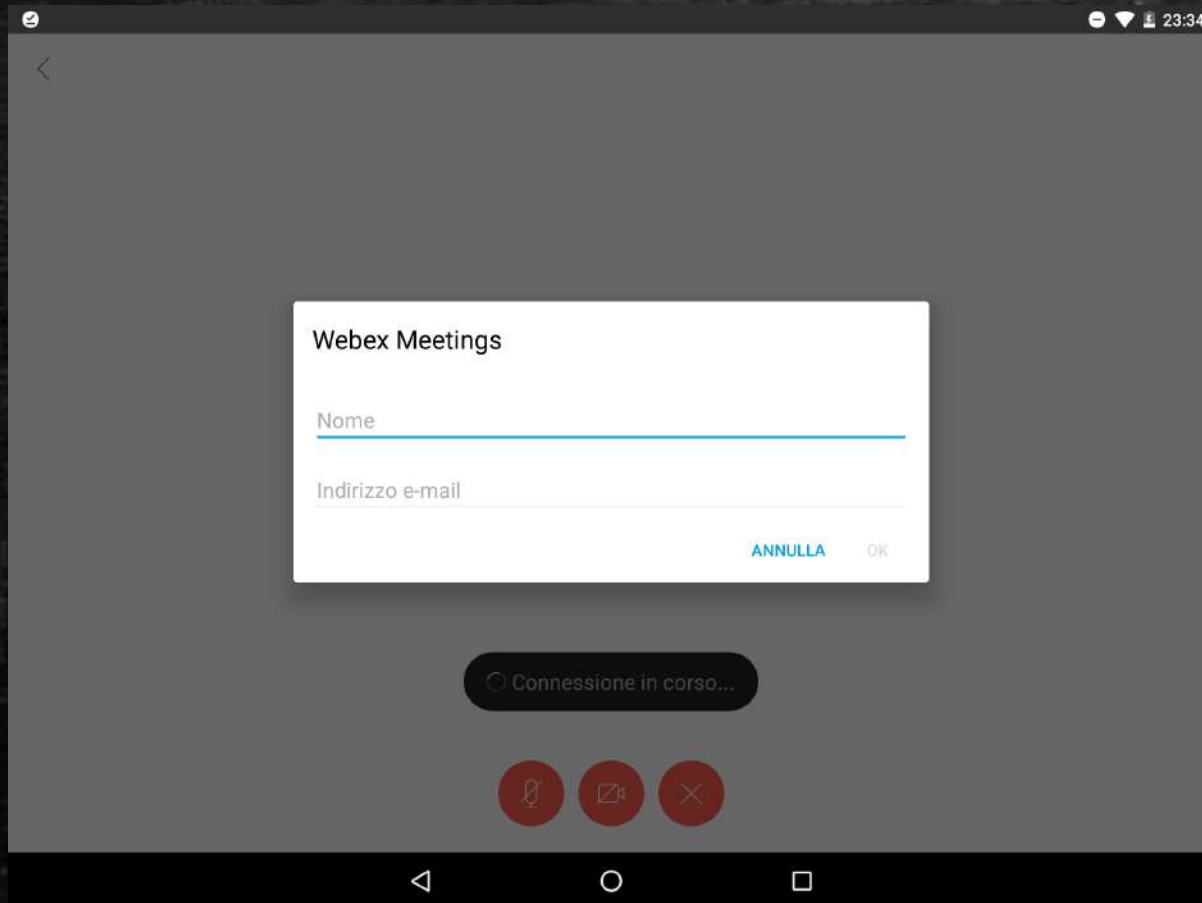 23:34
Webex Meetings
Nome
Indirizzo e-mail
ANNULLA OK
Connessione in corso...